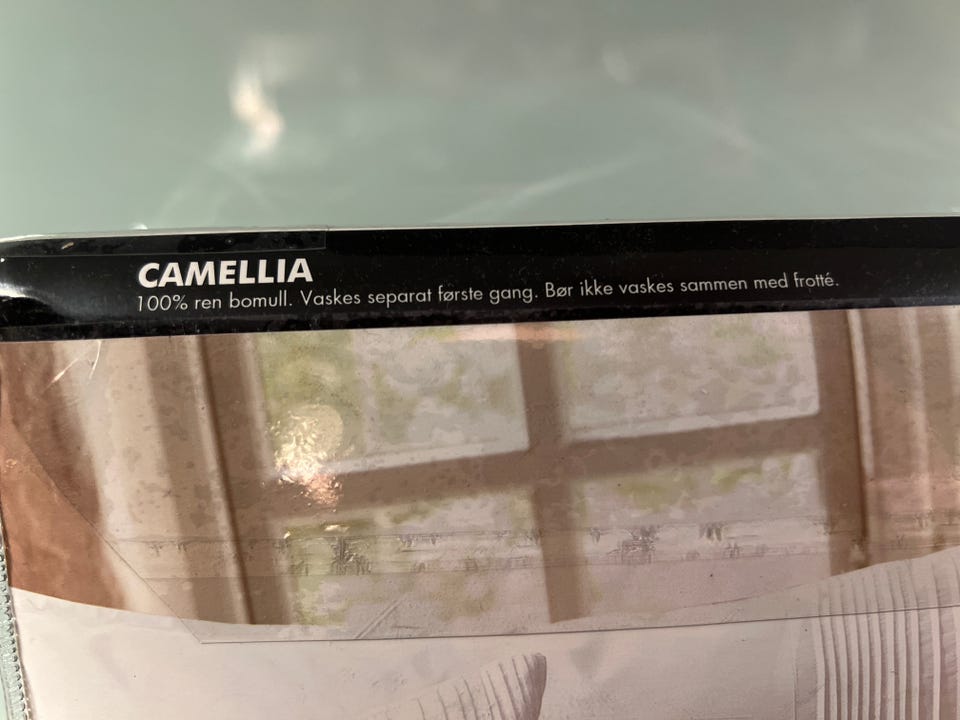 CAMELLIA
100% ren bomull. Vaskes separat første gang. Bør ikke vaskes sammen med frotté.